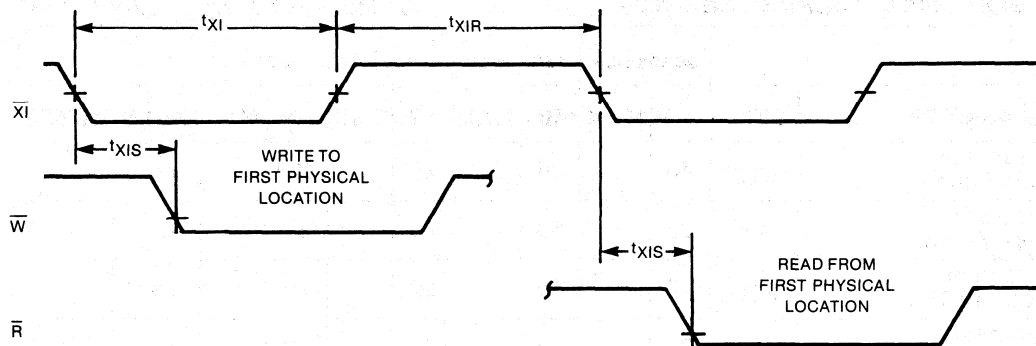 tXI
tXIR
XI
tXIS
WRITE TO
FIRST PHYSICAL
LOCATION
W
tXIS
READ FROM
FIRST PHYSICAL
LOCATION
R